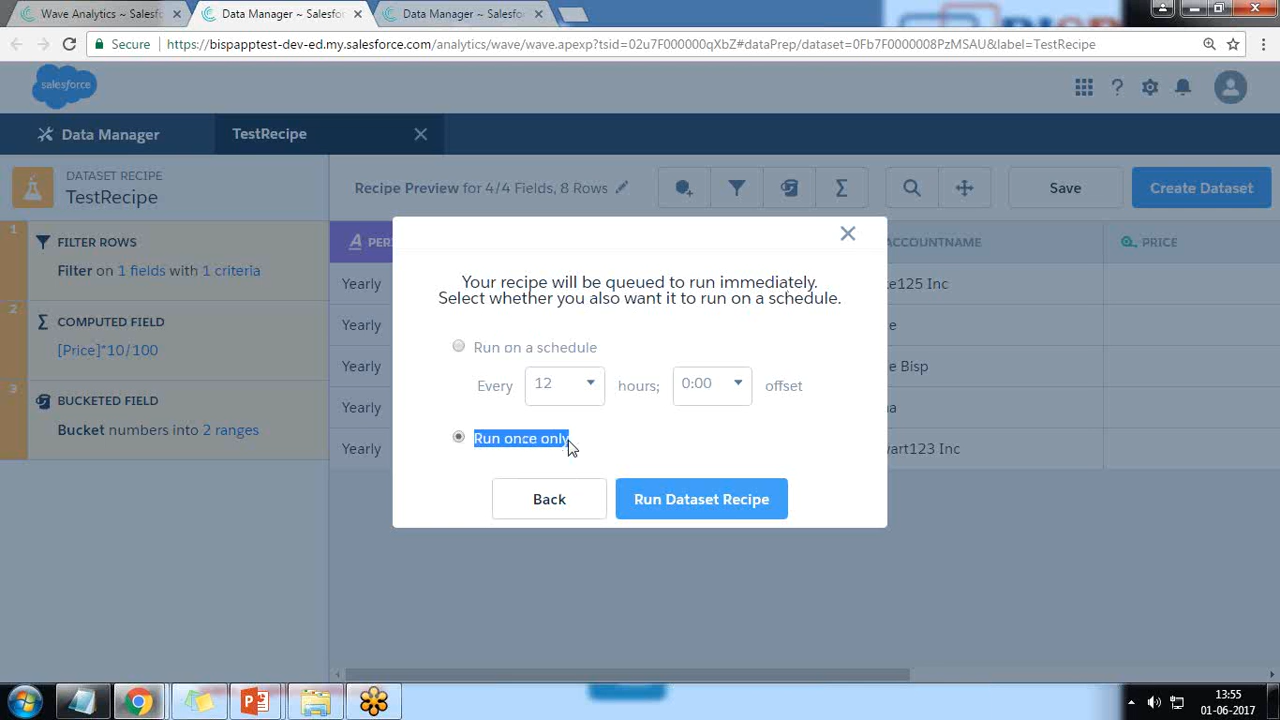 Wave Analytics ~ Salesfo
Data Manager ~ Salesfor
Data Manager ~ Salesfo
Secure
https://bispapptest-dev-ed.my.salesforce.com/analytics/wave/wave.apexp?tsid=02u7F000000qXbZ#dataPrep/dataset=0Fb7F0000008PzMSAU&label=TestRecipe
salesforce
Data Manager
TestRecipe
DATASET RECIPE
TestRecipe
Recipe Preview for 4/4 Fields, 8 Rows
Save
Create Dataset
1
FILTER ROWS
Filter on 1 fields with 1 criteria
2
COMPUTED FIELD
[Price]*10/100
3
BUCKETED FIELD
Bucket numbers into 2 ranges
A PER
ACCOUNTNAME
PRICE
Yearly
ke125 Inc
Yearly
e
Yearly
e Bisp
Yearly
a
Yearly
vart123 Inc
Your recipe will be queued to run immediately.
Select whether you also want it to run on a schedule.
Run on a schedule
Every 12 hours; 0:00 offset
Run once only
Back
Run Dataset Recipe
13:55
01-06-2017